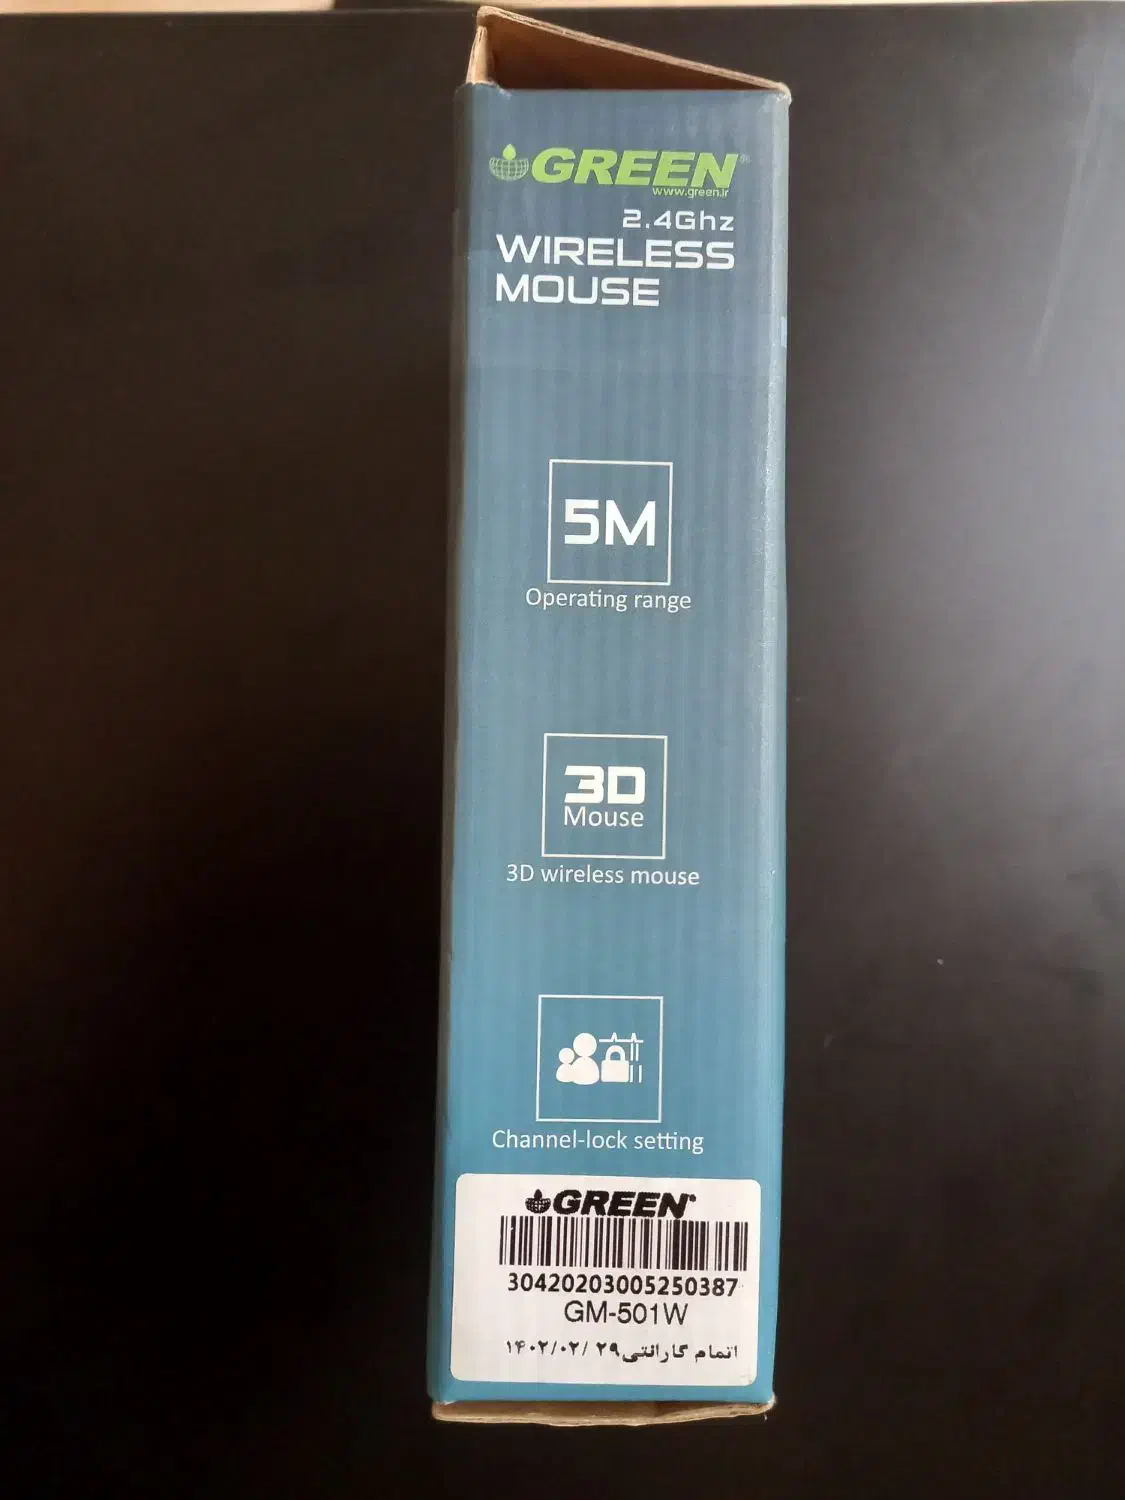 GREEN®
www.green.ir
2.4Ghz
WIRELESS
MOUSE
5M
Operating range
3D
Mouse
3D wireless mouse
Channel-lock setting
GREEN®
30420203005250387
GM-501W
اتمام گارانتی ۱۴۰۲/۰۲/۲۹